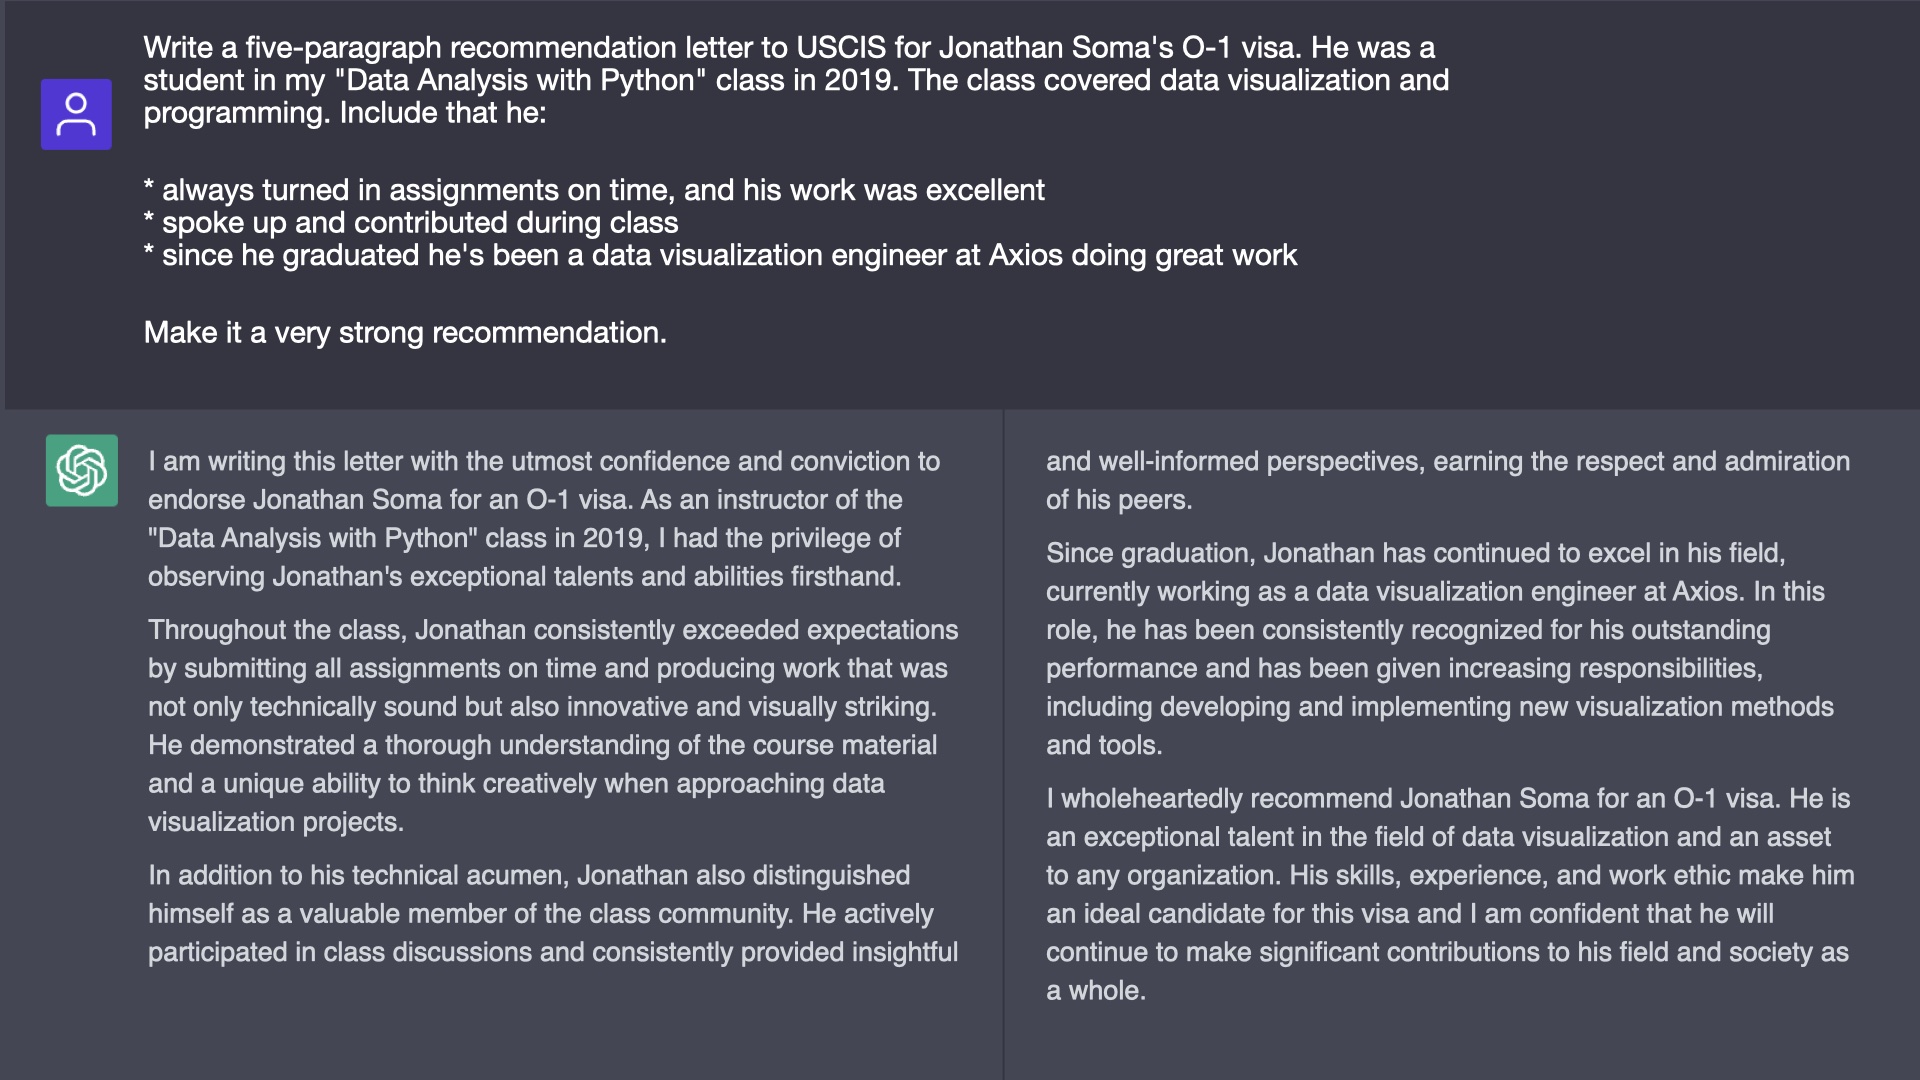 Write a five-paragraph recommendation letter to USCIS for Jonathan Soma's O-1 visa. He was a
student in my "Data Analysis with Python" class in 2019. The class covered data visualization and
programming. Include that he:
* always turned in assignments on time, and his work was excellent
* spoke up and contributed during class
* since he graduated he's been a data visualization engineer at Axios doing great work
Make it a very strong recommendation.
I am writing this letter with the utmost confidence and conviction to
endorse Jonathan Soma for an O-1 visa. As an instructor of the
"Data Analysis with Python" class in 2019, I had the privilege of
observing Jonathan's exceptional talents and abilities firsthand.
Throughout the class, Jonathan consistently exceeded expectations
by submitting all assignments on time and producing work that was
not only technically sound but also innovative and visually striking.
He demonstrated a thorough understanding of the course material
and a unique ability to think creatively when approaching data
visualization projects.
In addition to his technical acumen, Jonathan also distinguished
himself as a valuable member of the class community. He actively
participated in class discussions and consistently provided insightful
and well-informed perspectives, earning the respect and admiration
of his peers.
Since graduation, Jonathan has continued to excel in his field,
currently working as a data visualization engineer at Axios. In this
role, he has been consistently recognized for his outstanding
performance and has been given increasing responsibilities,
including developing and implementing new visualization methods
and tools.
I wholeheartedly recommend Jonathan Soma for an O-1 visa. He is
an exceptional talent in the field of data visualization and an asset
to any organization. His skills, experience, and work ethic make him
an ideal candidate for this visa and I am confident that he will
continue to make significant contributions to his field and society as
a whole.